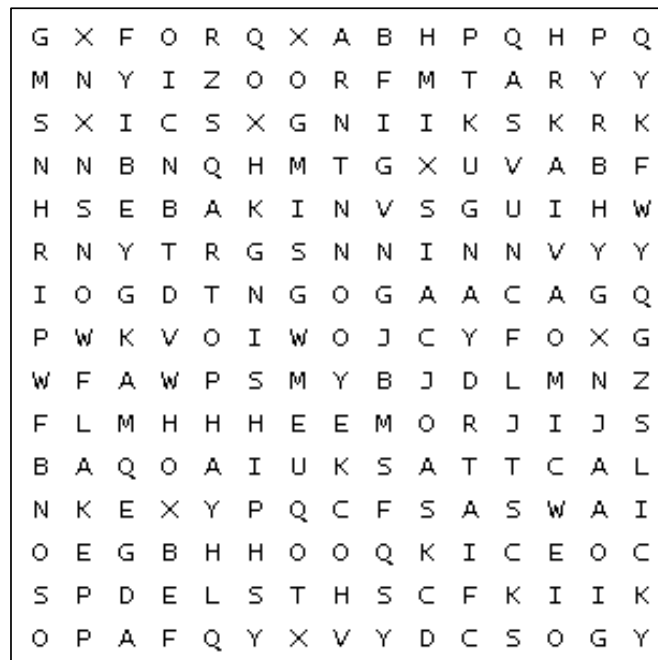 G X F O R Q X A B H P Q H P Q
M N Y I Z O O R F M T A R Y Y
S X I C S X G N I I K S K R K
N N B N Q H M T G X U V A B F
H S E B A K I N V S G U I H W
R N Y T R G S N N I N N V Y Y
I O G D T N G O G A A C A G Q
P W K V O I W O J C Y F O X G
W F A W P S M Y B J D L M N Z
F L M H H H E E M O R J I J S
B A Q O A I U K S A T T C A L
N K E X Y P Q C F S A S W A I
O E G B H H O O Q K I C E O C
S P D E L S T H S C F K I I K
O P A F Q Y X V Y D C S O G Y